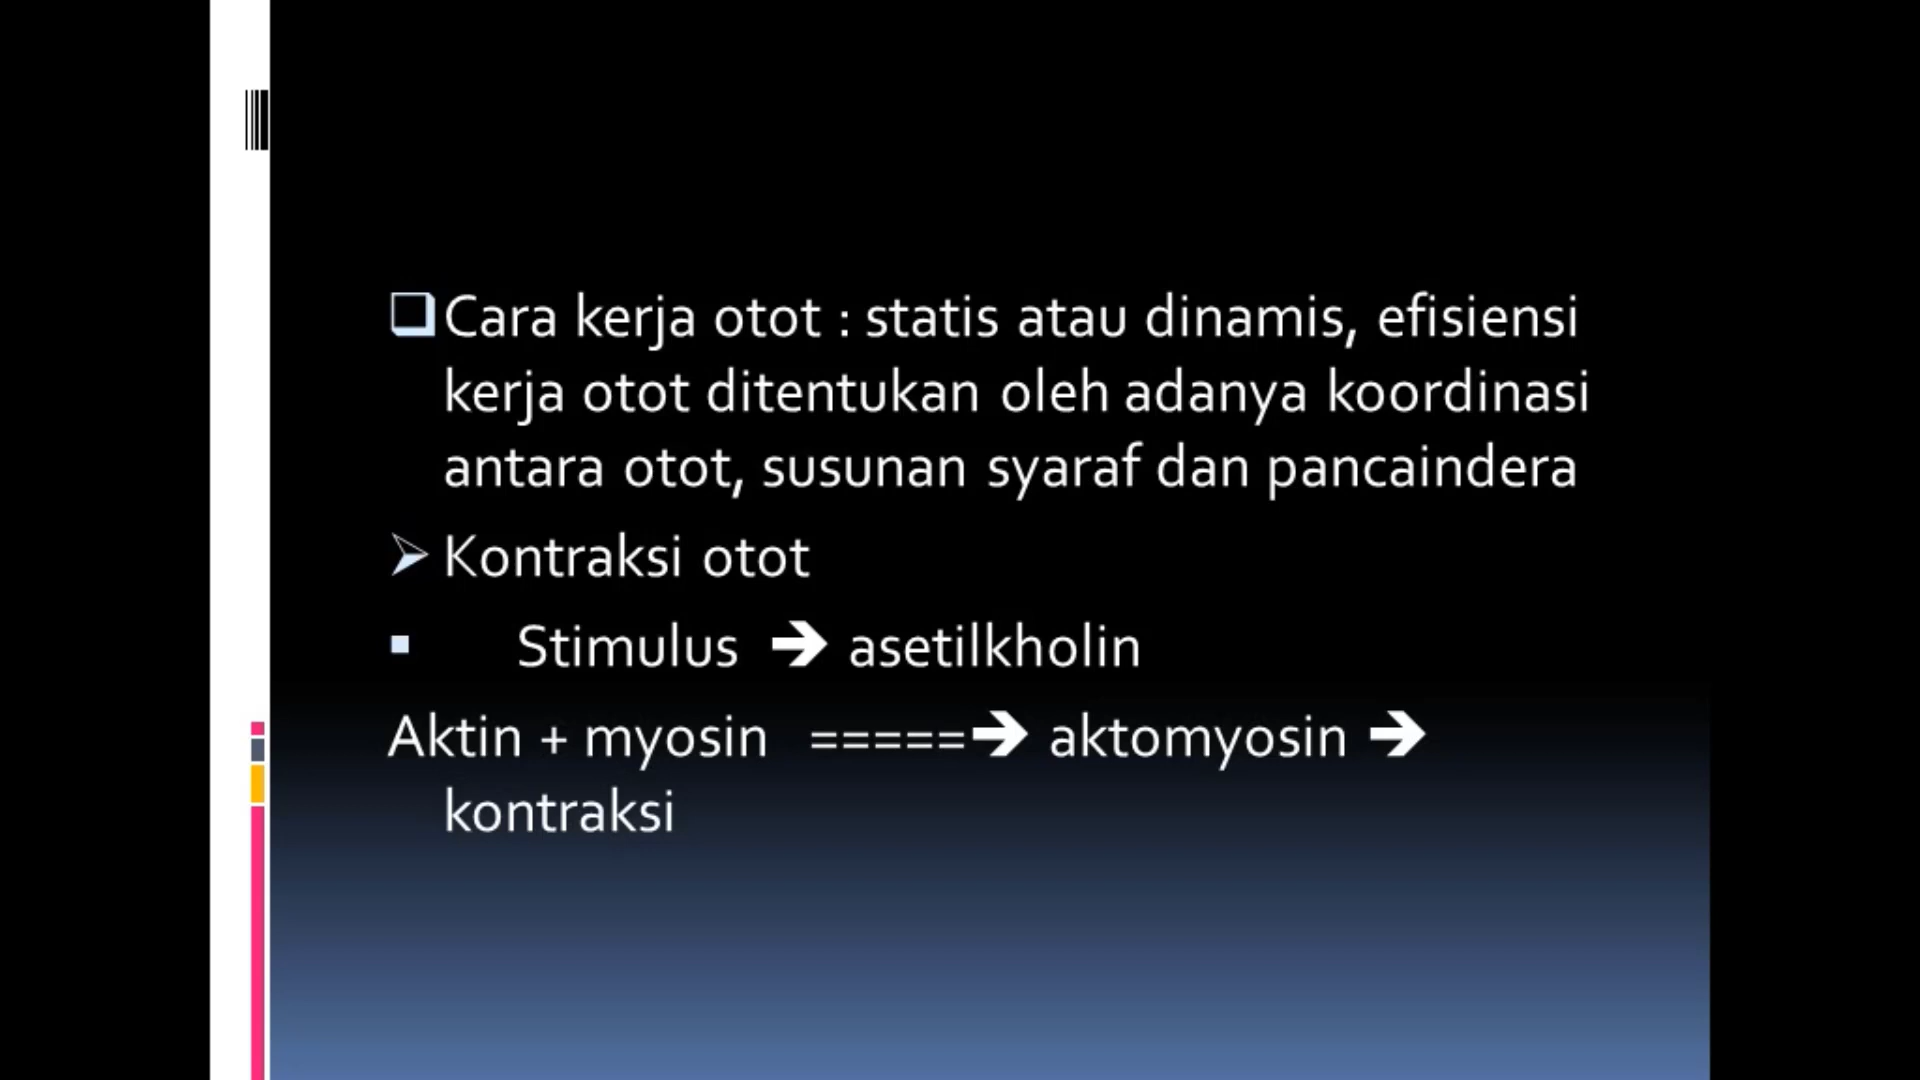 ❑Cara kerja otot : statis atau dinamis, efisiensi
kerja otot ditentukan oleh adanya koordinasi
antara otot, susunan syaraf dan pancaindera
➢ Kontraksi otot
▪ Stimulus ➔ asetilkholin
Aktin + myosin =====➔ aktomyosin ➔
kontraksi